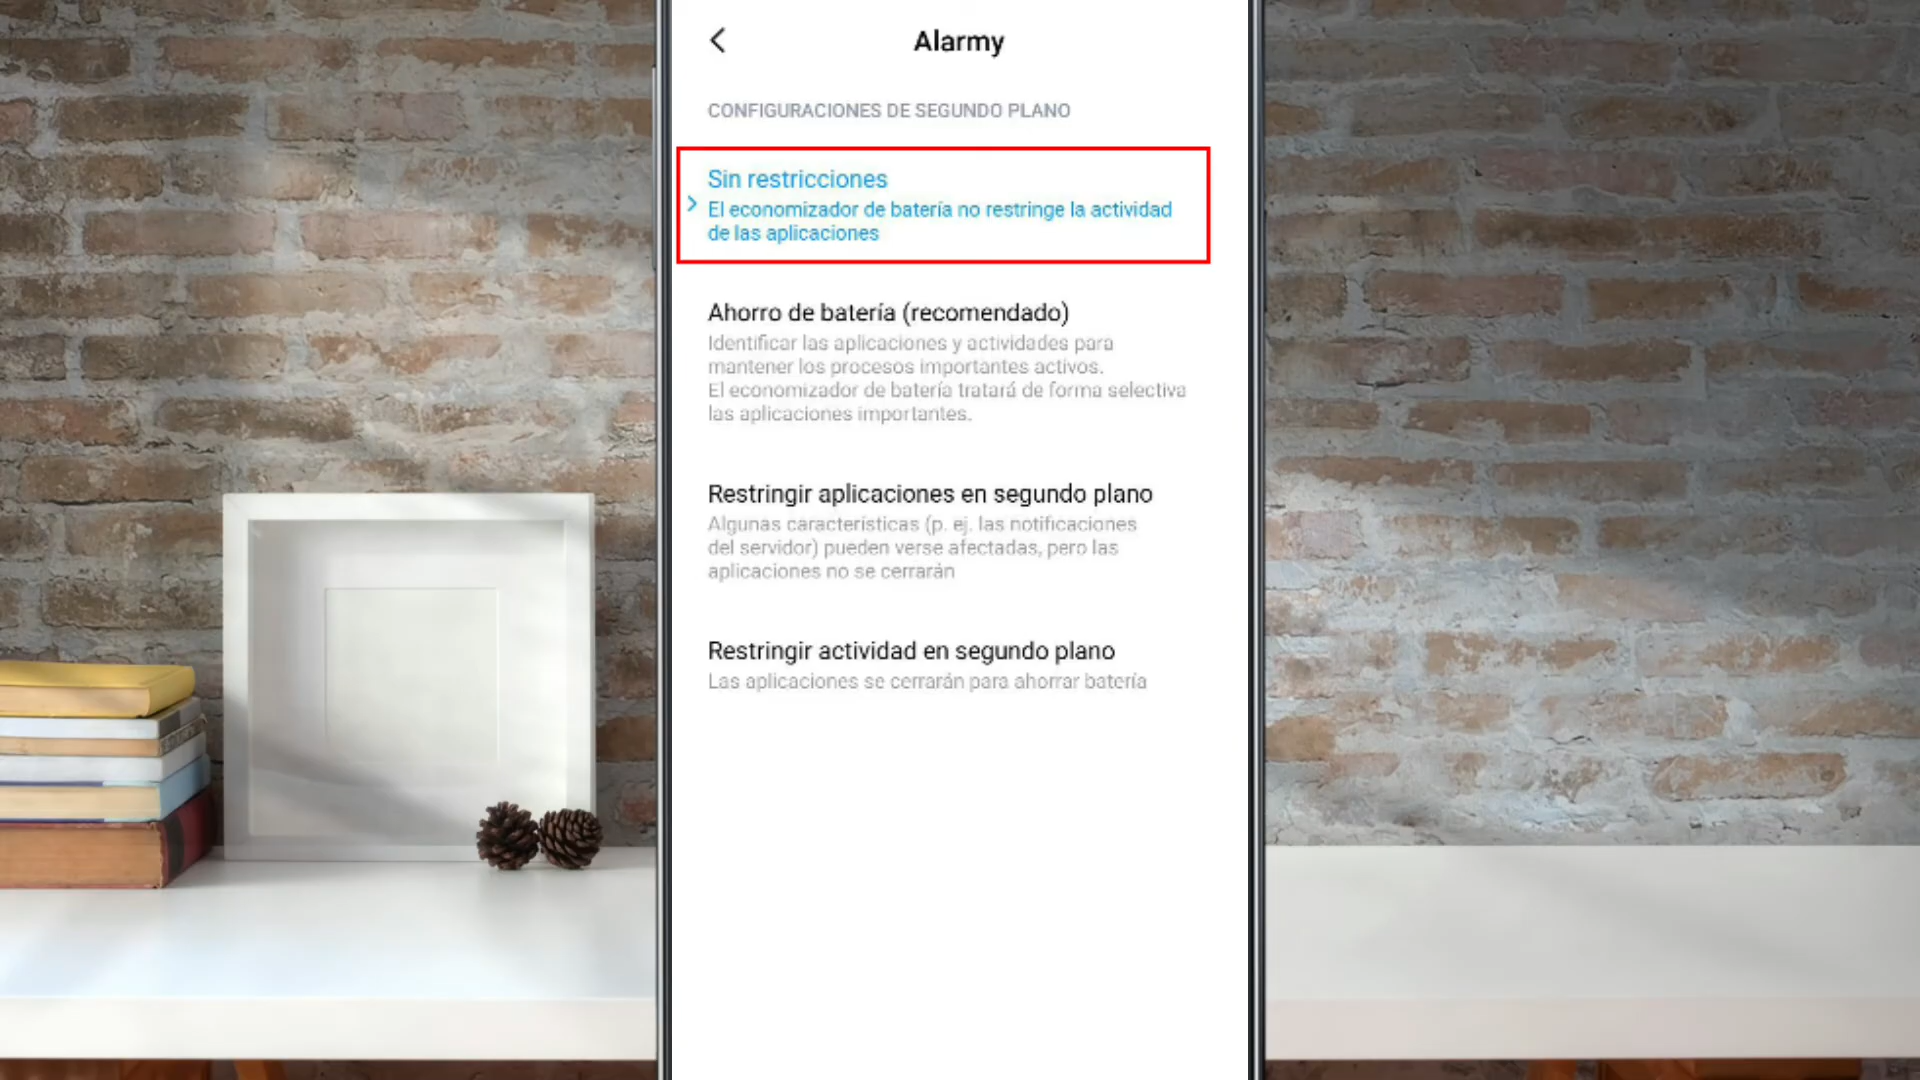 Alarmy
CONFIGURACIONES DE SEGUNDO PLANO
Sin restricciones
El economizador de batería no restringe la actividad
de las aplicaciones
Ahorro de batería (recomendado)
Identificar las aplicaciones y actividades para
mantener los procesos importantes activos.
El economizador de batería tratará de forma selectiva
las aplicaciones importantes.
Restringir aplicaciones en segundo plano
Algunas características (p. ej. las notificaciones
del servidor) pueden verse afectadas, pero las
aplicaciones no se cerrarán
Restringir actividad en segundo plano
Las aplicaciones se cerrarán para ahorrar batería